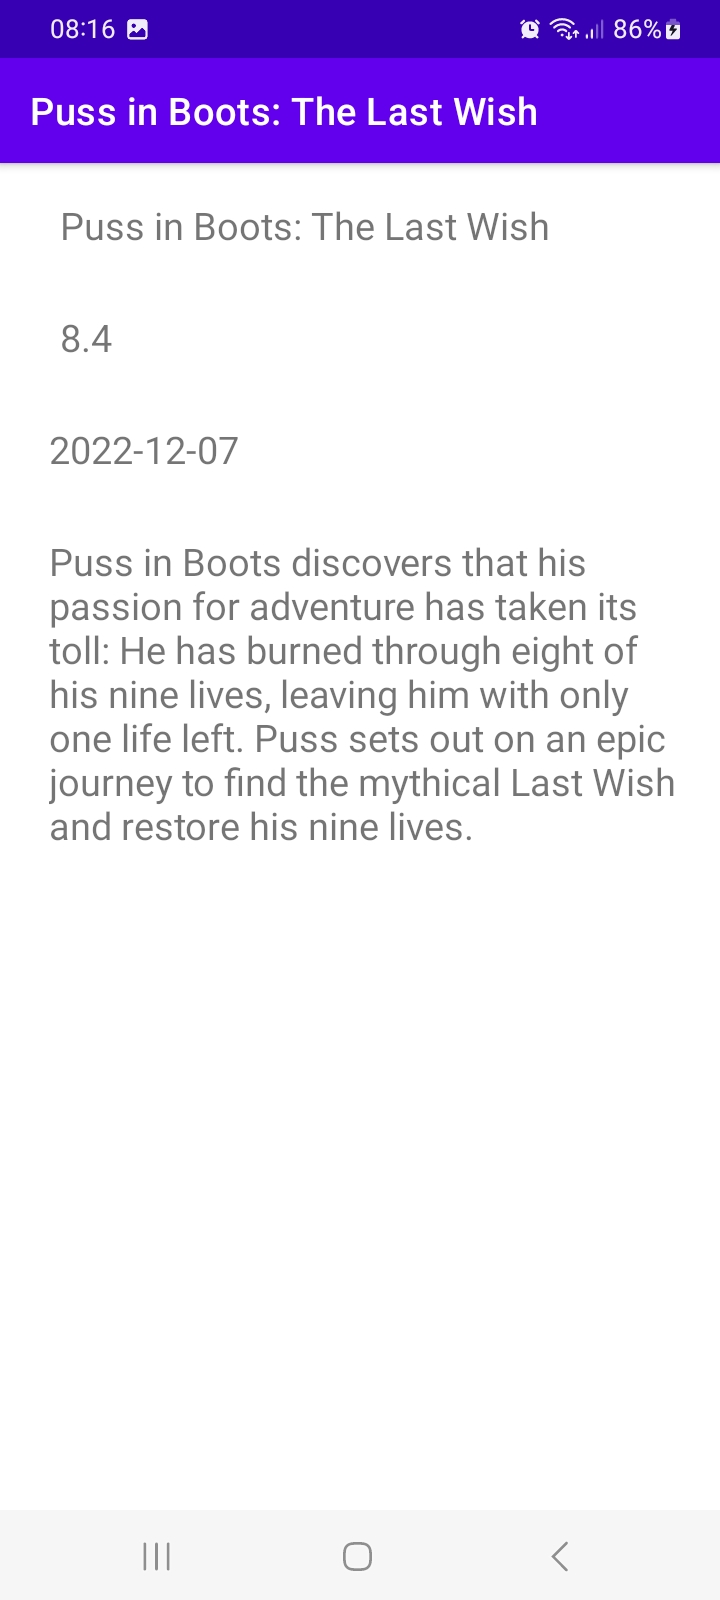 08:16
86%
Puss in Boots: The Last Wish
Puss in Boots: The Last Wish
8.4
2022-12-07
Puss in Boots discovers that his
passion for adventure has taken its
toll: He has burned through eight of
his nine lives, leaving him with only
one life left. Puss sets out on an epic
journey to find the mythical Last Wish
and restore his nine lives.